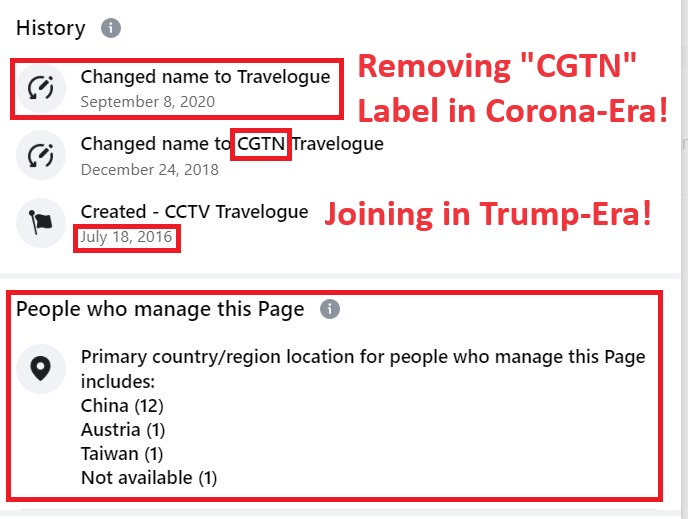 History
Changed name to Travelogue
September 8, 2020
Removing "CGTN"
Label in Corona-Era!
Changed name to CGTN Travelogue
December 24, 2018
Created - CCTV Travelogue
July 18, 2016
Joining in Trump-Era!
People who manage this Page
Primary country/region location for people who manage this Page
includes:
China (12)
Austria (1)
Taiwan (1)
Not available (1)